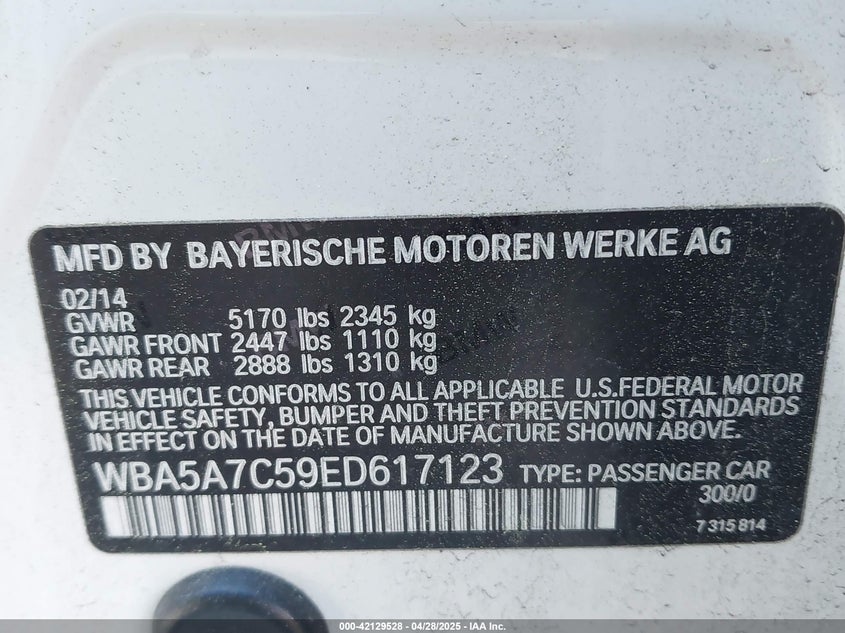 MFD BY BAYERISCHE MOTOREN WERKE AG
02/14
GVWR 5170 lbs 2345 kg
GAWR FRONT 2447 lbs 1110 kg
GAWR REAR 2888 lbs 1310 kg
THIS VEHICLE CONFORMS TO ALL APPLICABLE U.S.FEDERAL MOTOR
VEHICLE SAFETY, BUMPER AND THEFT PREVENTION STANDARDS
IN EFFECT ON THE DATE OF MANUFACTURE SHOWN ABOVE.
WBA5A7C59ED617123 TYPE: PASSENGER CAR
300/0
7 315 814
000-42129528 | 04/28/2025 - IAA Inc.